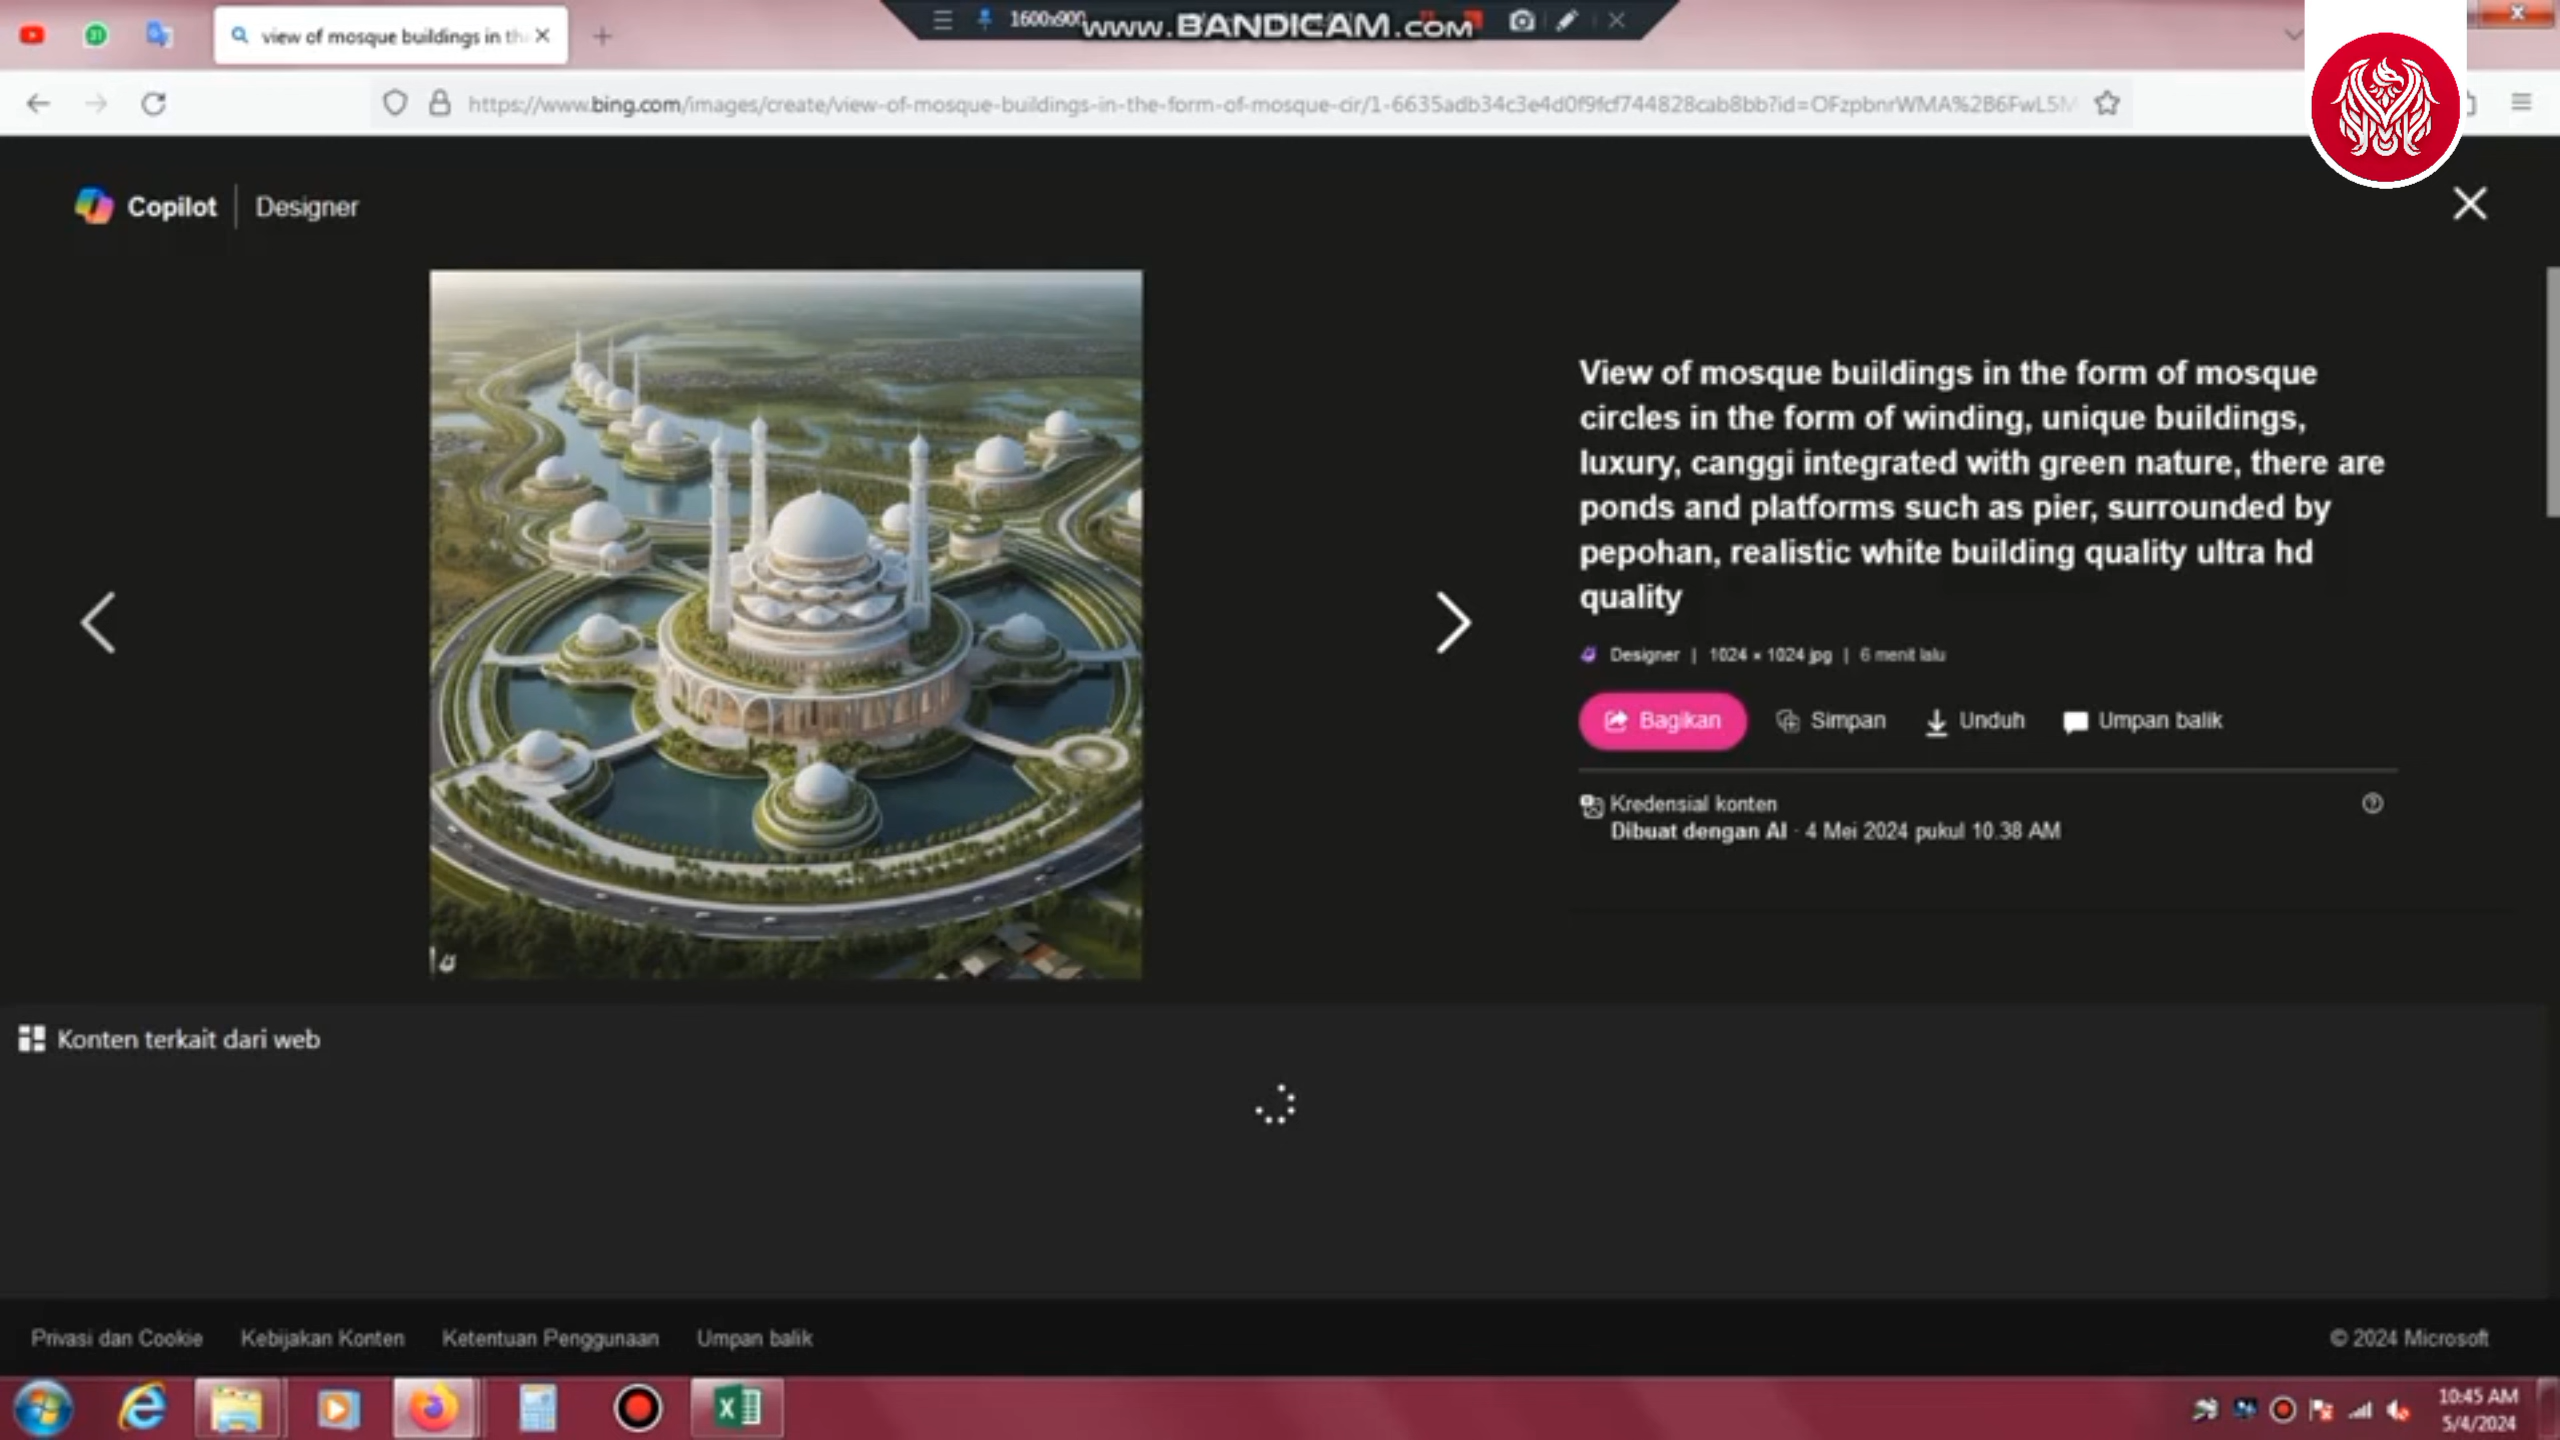 view of mosque buildings in th
1600x900
www.BANDICAM.com
https://www.bing.com/images/create/view-of-mosque-buildings-in-the-form-of-mosque-cir/1-6635adb34c3e4d0f9fcf744828cab8bb?id=OFzpbnrWMA%2B6FwL5M
Copilot | Designer
View of mosque buildings in the form of mosque
circles in the form of winding, unique buildings,
luxury, canggi integrated with green nature, there are
ponds and platforms such as pier, surrounded by
pepohan, realistic white building quality ultra hd
quality
Designer | 1024 × 1024 jpg | 6 menit lalu
Bagikan Simpan Unduh Umpan balik
Kredensial konten
Dibuat dengan AI · 4 Mei 2024 pukul 10.38 AM
Konten terkait dari web
Privasi dan Cookie Kebijakan Konten Ketentuan Penggunaan Umpan balik © 2024 Microsoft
10:45 AM
5/4/2024